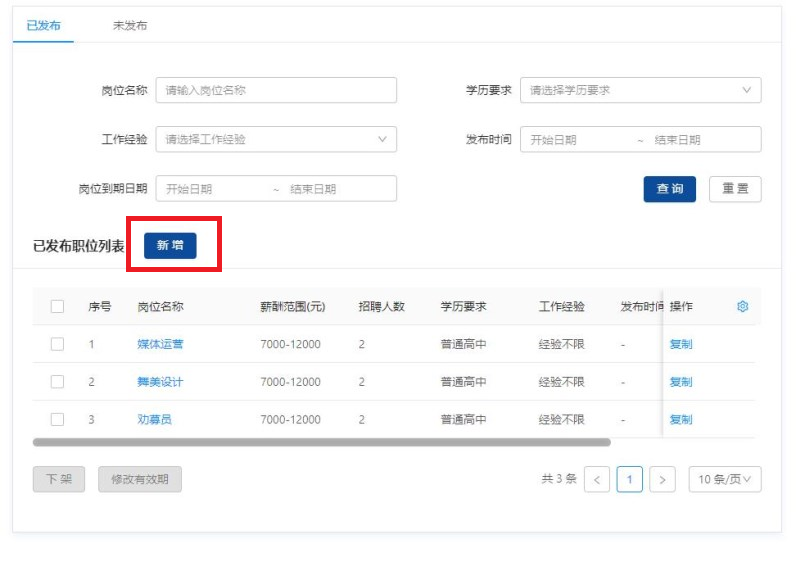 已发布 未发布
岗位名称 请输入岗位名称 学历要求 请选择学历要求
工作经验 请选择工作经验 发布时间 开始日期 ~ 结束日期
岗位到期日期 开始日期 ~ 结束日期 查询 重置
已发布职位列表 新增
序号 岗位名称 薪酬范围(元) 招聘人数 学历要求 工作经验 发布时间 操作
1 媒体运营 7000-12000 2 普通高中 经验不限 - 复制
2 舞美设计 7000-12000 2 普通高中 经验不限 - 复制
3 劝募员 7000-12000 2 普通高中 经验不限 - 复制
下架 修改有效期 共 3 条 < 1 > 10 条/页